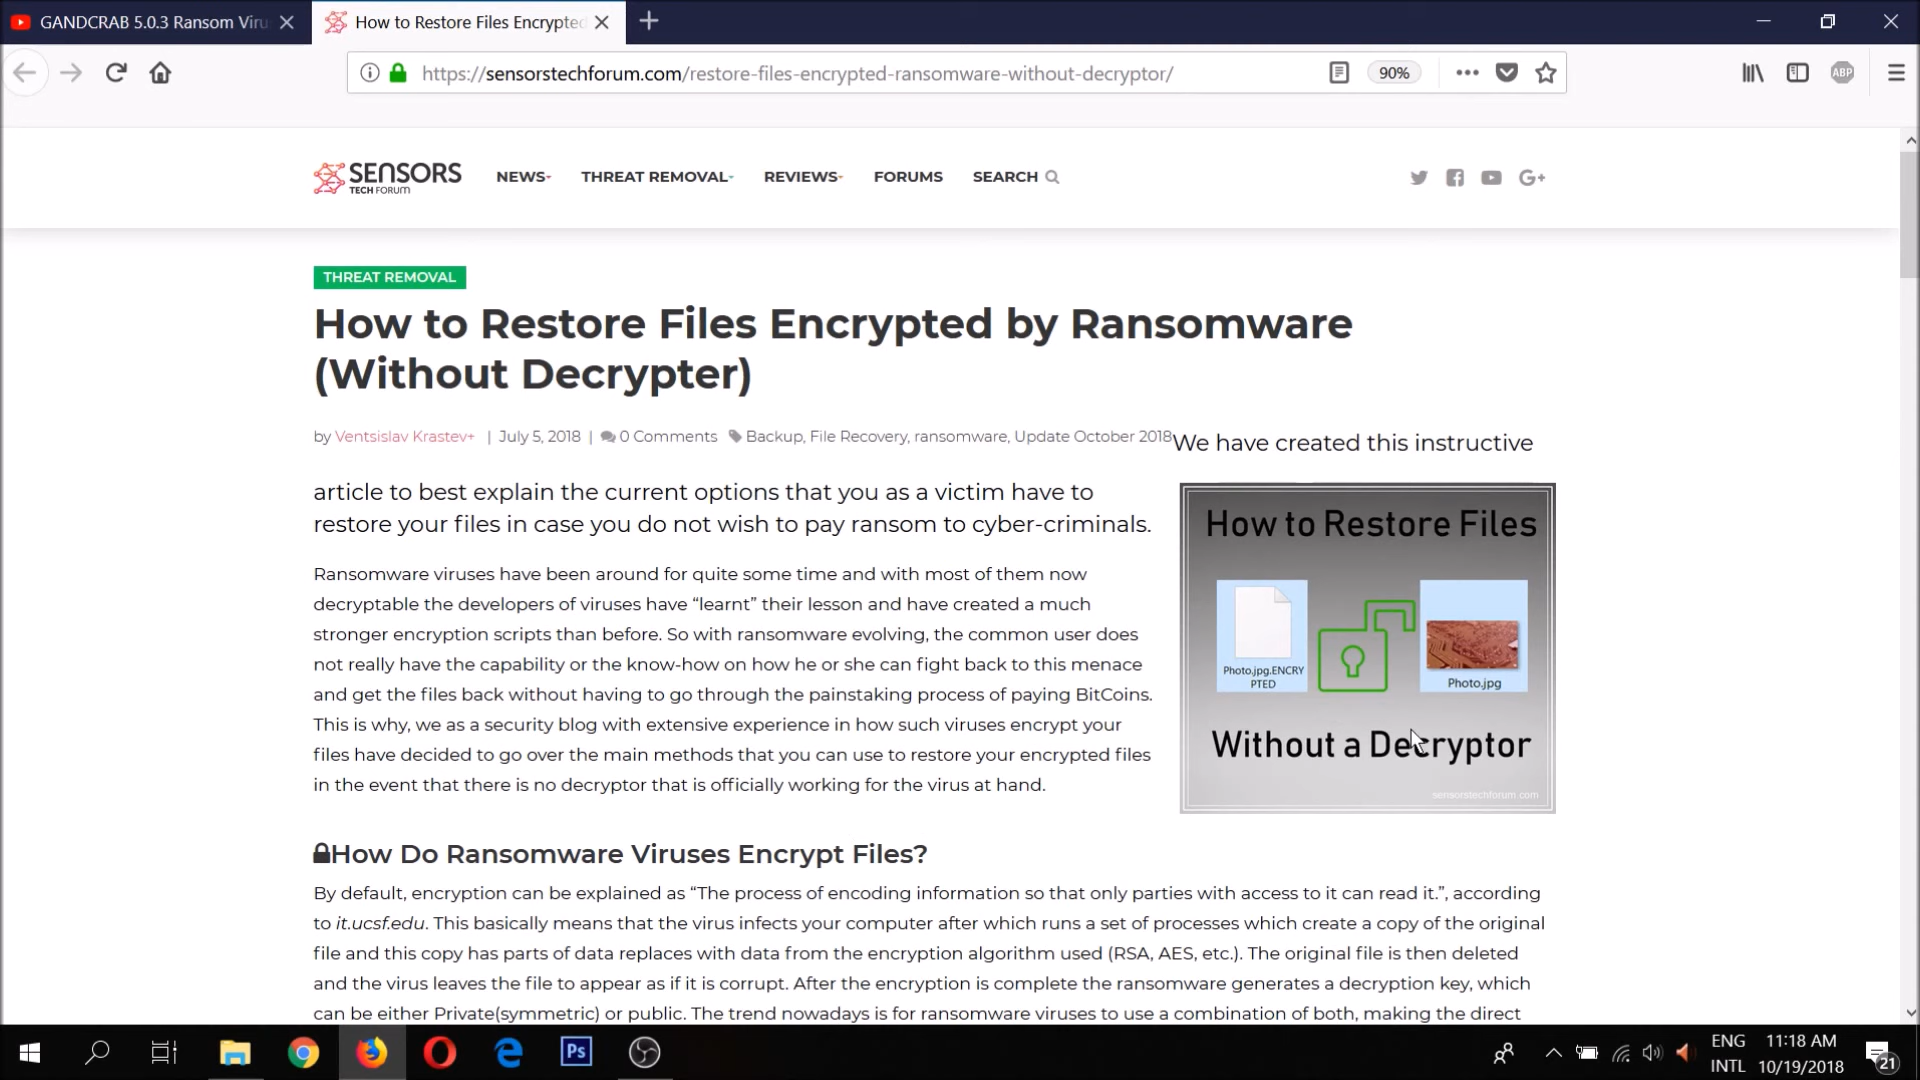 GANDCRAB 5.0.3 Ransom Viru
How to Restore Files Encrypted
https://sensorstechforum.com/restore-files-encrypted-ransomware-without-decryptor/
90%
ABP
SENSORS
TECH FORUM
NEWS
THREAT REMOVAL
REVIEWS
FORUMS
SEARCH
G+
THREAT REMOVAL
How to Restore Files Encrypted by Ransomware
(Without Decrypter)
by Ventsislav Krastev+ | July 5, 2018 | 0 Comments Backup, File Recovery, ransomware, Update October 2018
We have created this instructive
article to best explain the current options that you as a victim have to
restore your files in case you do not wish to pay ransom to cyber-criminals.
Ransomware viruses have been around for quite some time and with most of them now
decryptable the developers of viruses have “learnt” their lesson and have created a much
stronger encryption scripts than before. So with ransomware evolving, the common user does
not really have the capability or the know-how on how he or she can fight back to this menace
and get the files back without having to go through the painstaking process of paying BitCoins.
This is why, we as a security blog with extensive experience in how such viruses encrypt your
files have decided to go over the main methods that you can use to restore your encrypted files
in the event that there is no decryptor that is officially working for the virus at hand.
How to Restore Files
Photo.jpg.ENCRY
PTED
Photo.jpg
Without a Decryptor
sensorstechforum.com
How Do Ransomware Viruses Encrypt Files?
By default, encryption can be explained as “The process of encoding information so that only parties with access to it can read it.”, according
to it.ucsf.edu. This basically means that the virus infects your computer after which runs a set of processes which create a copy of the original
file and this copy has parts of data replaces with data from the encryption algorithm used (RSA, AES, etc.). The original file is then deleted
and the virus leaves the file to appear as if it is corrupt. After the encryption is complete the ransomware generates a decryption key, which
can be either Private(symmetric) or public. The trend nowadays is for ransomware viruses to use a combination of both, making the direct
Ps
ENG
INTL
11:18 AM
10/19/2018
21